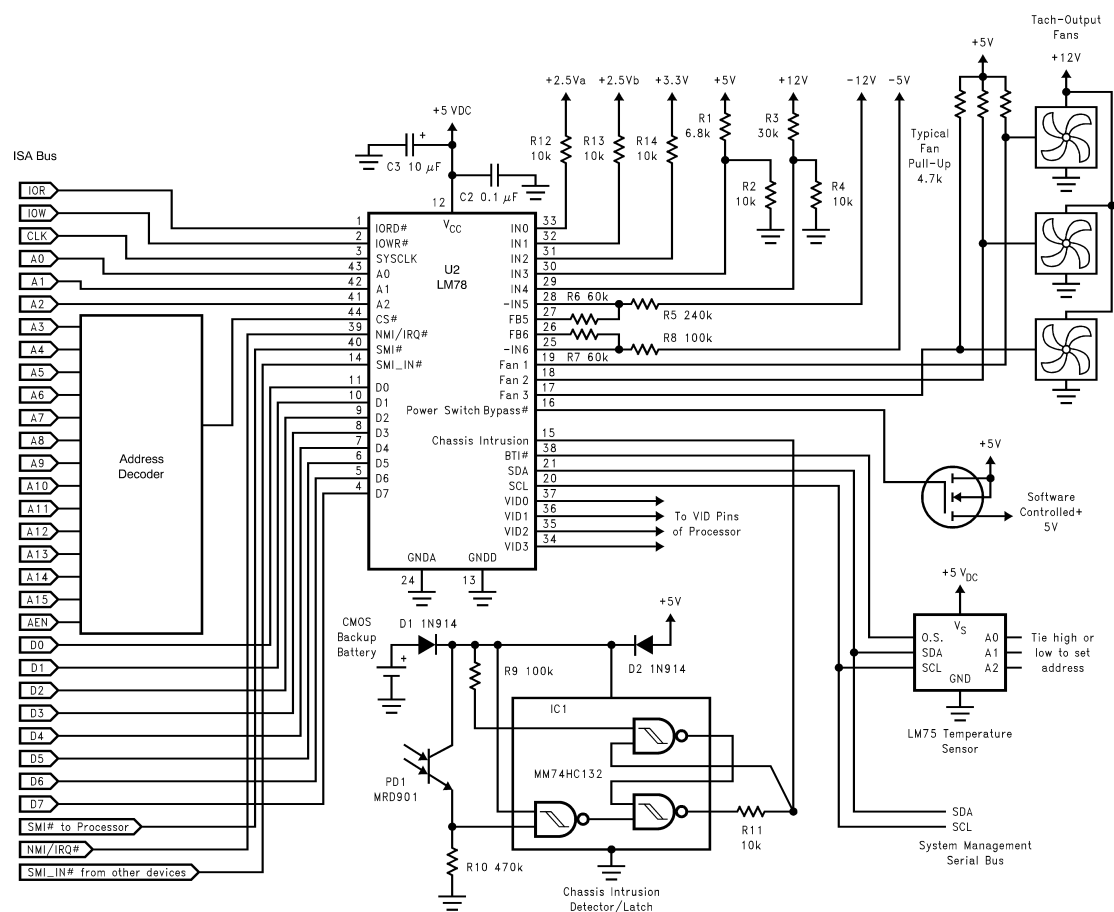 Tach-Output
Fans
+5V
+12V
+2.5Va
+2.5Vb
+3.3V
+5V
+12V
-12V
-5V
+5 VDC
C3 10 μF
+
C2 0.1 μF
R12
10k
R13
10k
R14
10k
R1
6.8k
R3
30k
R2
10k
R4
10k
Typical
Fan
Pull-Up
4.7k
ISA Bus
IOR
IOW
CLK
A0
A1
A2
A3
A4
A5
A6
A7
A8
A9
A10
A11
A12
A13
A14
A15
AEN
D0
D1
D2
D3
D4
D5
D6
D7
SMI# to Processor
NMI/IRQ#
SMI_IN# from other devices
Address
Decoder
12
VCC
U2
LM78
1 IORD#
2 IOWR#
3 SYSCLK
43 A0
42 A1
41 A2
44 CS#
39 NMI/IRQ#
40 SMI#
14 SMI_IN#
11 D0
10 D1
9 D2
8 D3
7 D4
6 D5
5 D6
4 D7
IN0 33
IN1 32
IN2 31
IN3 30
IN4 29
-IN5 28
FB5 27
FB6 26
-IN6 25
Fan 1 19
Fan 2 18
Fan 3 17
Power Switch Bypass# 16
Chassis Intrusion 15
BTI# 38
SDA 21
SCL 20
VID0 37
VID1 36
VID2 35
VID3 34
GNDA
GNDD
24
13
R6 60k
R5 240k
R8 100k
R7 60k
To VID Pins
of Processor
+5V
Software
Controlled+
5V
+5 VDC
VS
O.S.
SDA
SCL
A0
A1
A2
GND
Tie high or
low to set
address
LM75 Temperature
Sensor
CMOS
Backup
Battery
+
D1 1N914
+5V
D2 1N914
R9 100k
IC1
MM74HC132
PD1
MRD901
R10 470k
R11
10k
Chassis Intrusion
Detector/Latch
SDA
SCL
System Management
Serial Bus